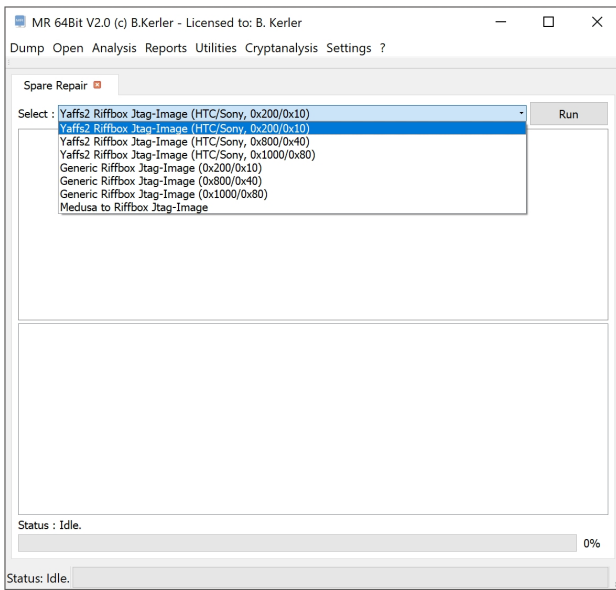 MR 64Bit V2.0 (c) B.Kerler - Licensed to: B. Kerler
Dump Open Analysis Reports Utilities Cryptanalysis Settings ?
Spare Repair
Select : Yaffs2 Riffbox Jtag-Image (HTC/Sony, 0x200/0x10) Run
Yaffs2 Riffbox Jtag-Image (HTC/Sony, 0x200/0x10)
Yaffs2 Riffbox Jtag-Image (HTC/Sony, 0x800/0x40)
Yaffs2 Riffbox Jtag-Image (HTC/Sony, 0x1000/0x80)
Generic Riffbox Jtag-Image (0x200/0x10)
Generic Riffbox Jtag-Image (0x800/0x40)
Generic Riffbox Jtag-Image (0x1000/0x80)
Medusa to Riffbox Jtag-Image
Status : Idle.
0%
Status: Idle.